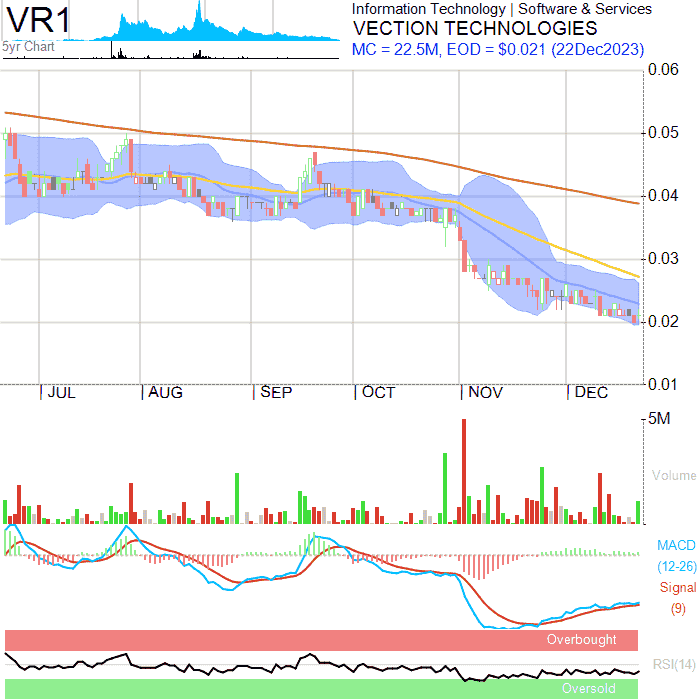 VR1
5yr Chart
Information Technology | Software & Services
VECTION TECHNOLOGIES
MC = 22.5M, EOD = $0.021 (22Dec2023)
0.06
0.05
0.04
0.03
0.02
0.01
JUL AUG SEP OCT NOV DEC
5M
Volume
MACD
(12-26)
Signal
(9)
Overbought
RSI(14)
Oversold